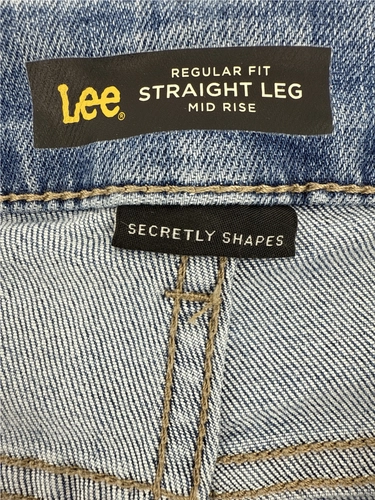 Lee®
REGULAR FIT
STRAIGHT LEG
MID RISE
SECRETLY SHAPES